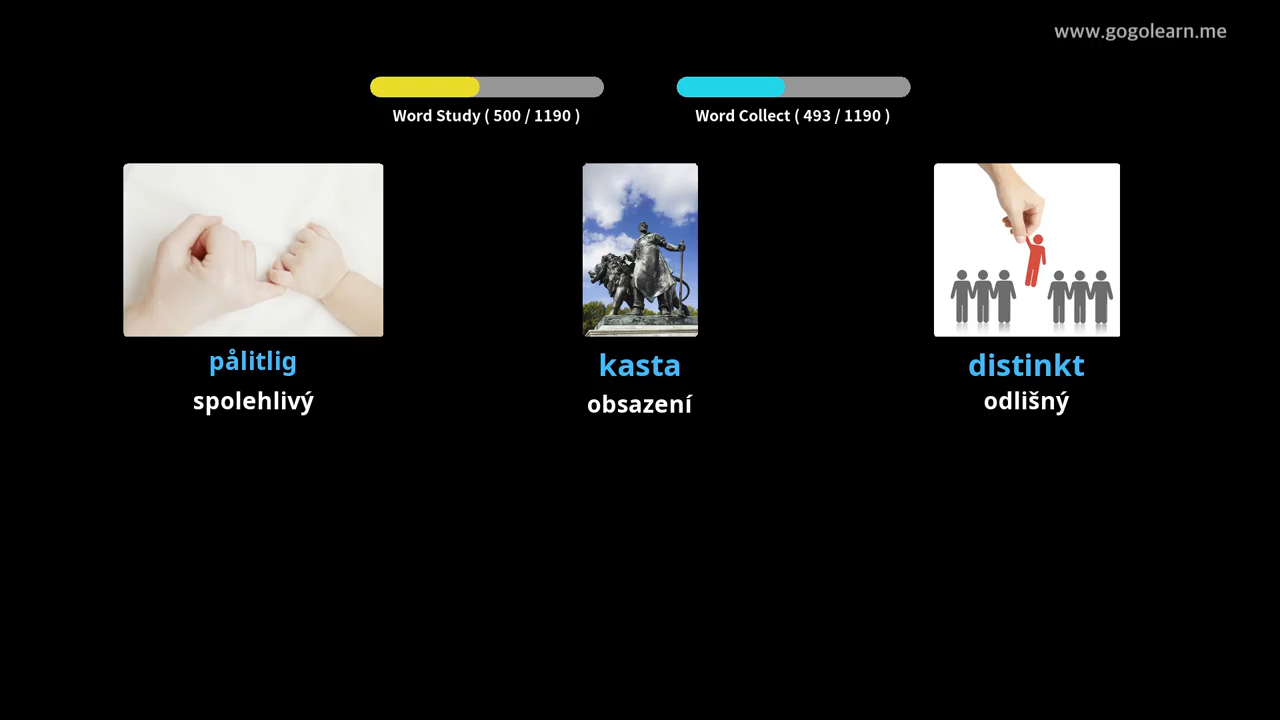 www.gogolearn.me
Word Study ( 500 / 1190 )
Word Collect ( 493 / 1190 )
pålitlig
spolehlivý
kasta
obsazení
distinkt
odlišný